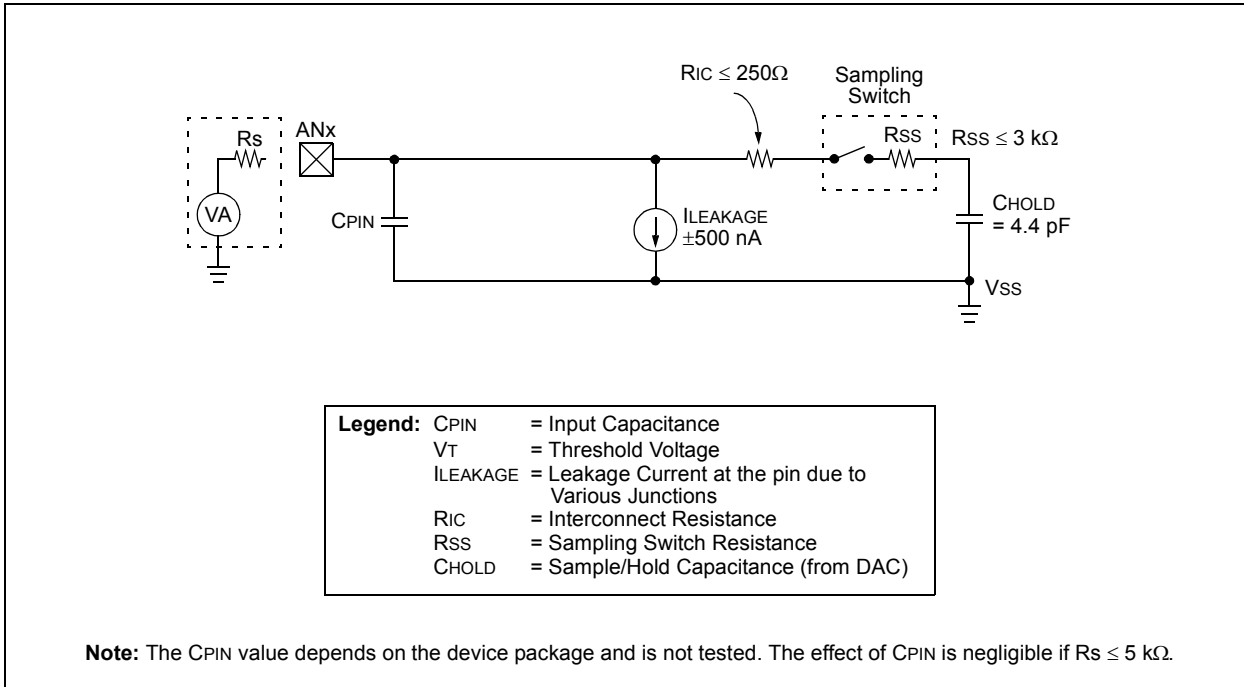 RIC ≤ 250Ω
Sampling
Switch
Rs
ANx
RSS
RSS ≤ 3 kΩ
VA
CPIN
ILEAKAGE
±500 nA
CHOLD
= 4.4 pF
VSS
Legend: CPIN = Input Capacitance
VT = Threshold Voltage
ILEAKAGE = Leakage Current at the pin due to
Various Junctions
RIC = Interconnect Resistance
RSS = Sampling Switch Resistance
CHOLD = Sample/Hold Capacitance (from DAC)
Note: The CPIN value depends on the device package and is not tested. The effect of CPIN is negligible if Rs ≤ 5 kΩ.